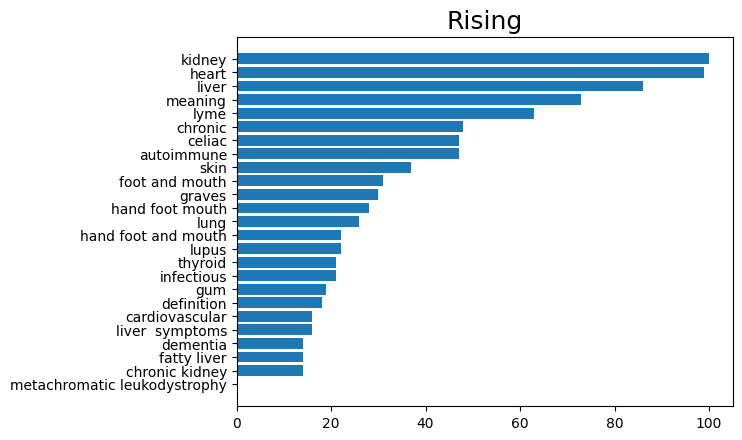 Rising
kidney
heart
liver
meaning
lyme
chronic
celiac
autoimmune
skin
foot and mouth
graves
hand foot mouth
lung
hand foot and mouth
lupus
thyroid
infectious
gum
definition
cardiovascular
liver  symptoms
dementia
fatty liver
chronic kidney
metachromatic leukodystrophy
0 20 40 60 80 100